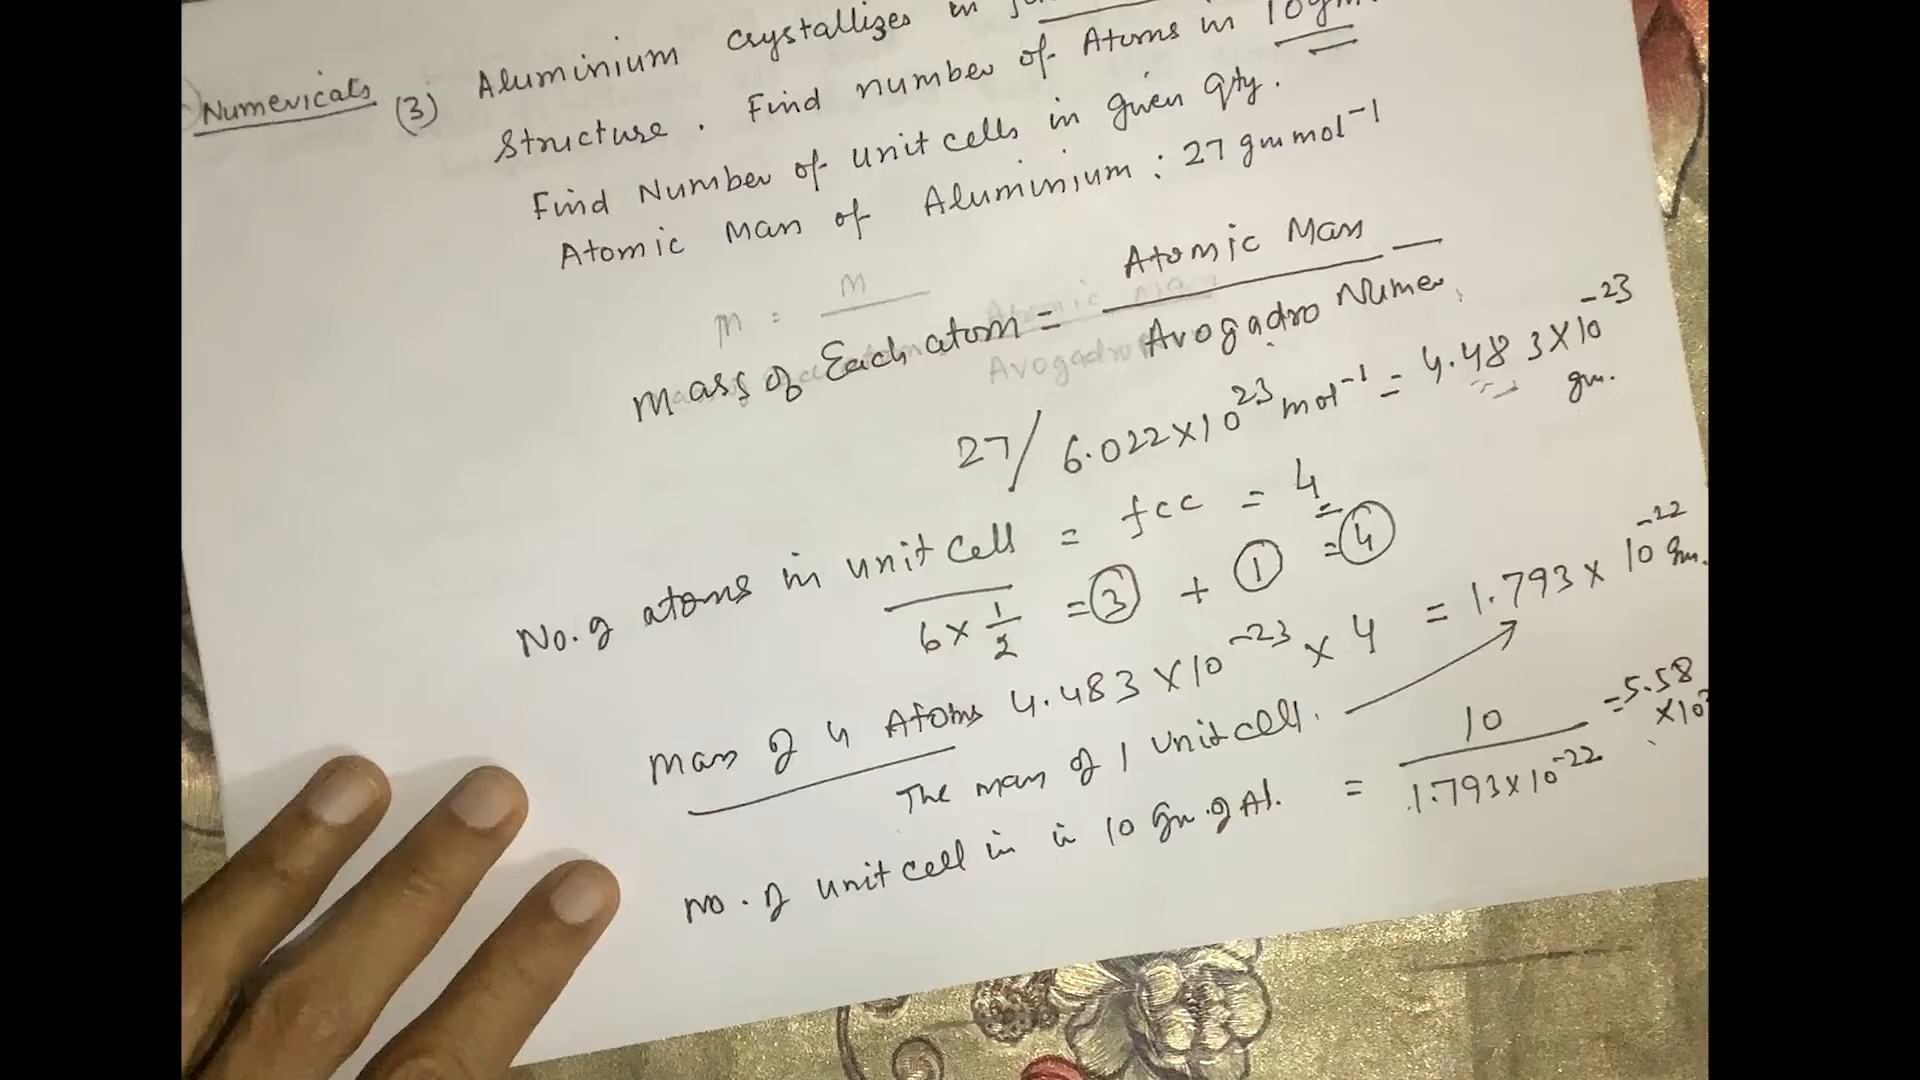 Numericals (3) Aluminium crystallizes in
structure. Find number of Atoms in 10gm.
Find Number of unit cells in given qty.
Atomic Mass of Aluminium : 27 gm mol⁻¹
m = M
Mass of Each atom = Atomic Mass / Avogadro Numer
27 / 6.022 × 10²³ mol⁻¹ = 4.483 × 10⁻²³ gm.
No. of atoms in unit cell = fcc = 4
6 × 1/2 = 3 + 1 = 4
Mass of 4 Atoms 4.483 × 10⁻²³ × 4 = 1.793 × 10⁻²² gm.
The mass of 1 unit cell.
No. of unit cell in in 10 gm. of Al. = 10 / 1.793 × 10⁻²² = 5.58 × 10